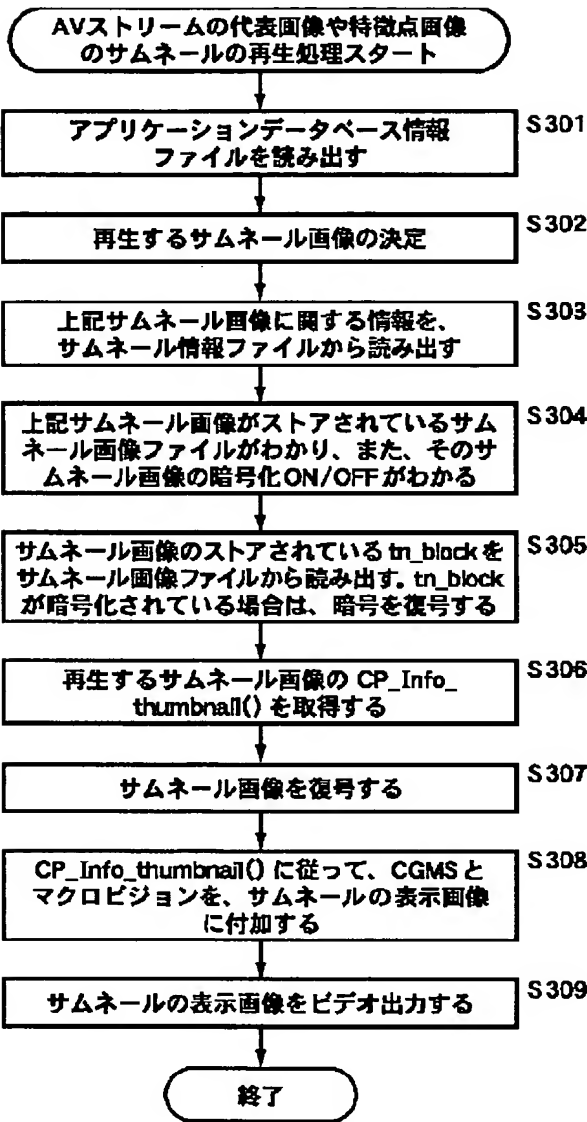 AVストリームの代表画像や特徴点画像
のサムネールの再生処理スタート
アプリケーションデータベース情報
ファイルを読み出す
S301
再生するサムネール画像の決定
S302
上記サムネール画像に関する情報を、
サムネール情報ファイルから読み出す
S303
上記サムネール画像がストアされているサム
ネール画像ファイルがわかり、また、そのサ
ムネール画像の暗号化ON/OFFがわかる
S304
サムネール画像のストアされているtn_blockを
サムネール画像ファイルから読み出す。tn_block
が暗号化されている場合は、暗号を復号する
S305
再生するサムネール画像の CP_Info_
thumbnail() を取得する
S306
サムネール画像を復号する
S307
CP_Info_thumbnail() に従って、CGMSと
マクロビジョンを、サムネールの表示画像
に付加する
S308
サムネールの表示画像をビデオ出力する
S309
終了